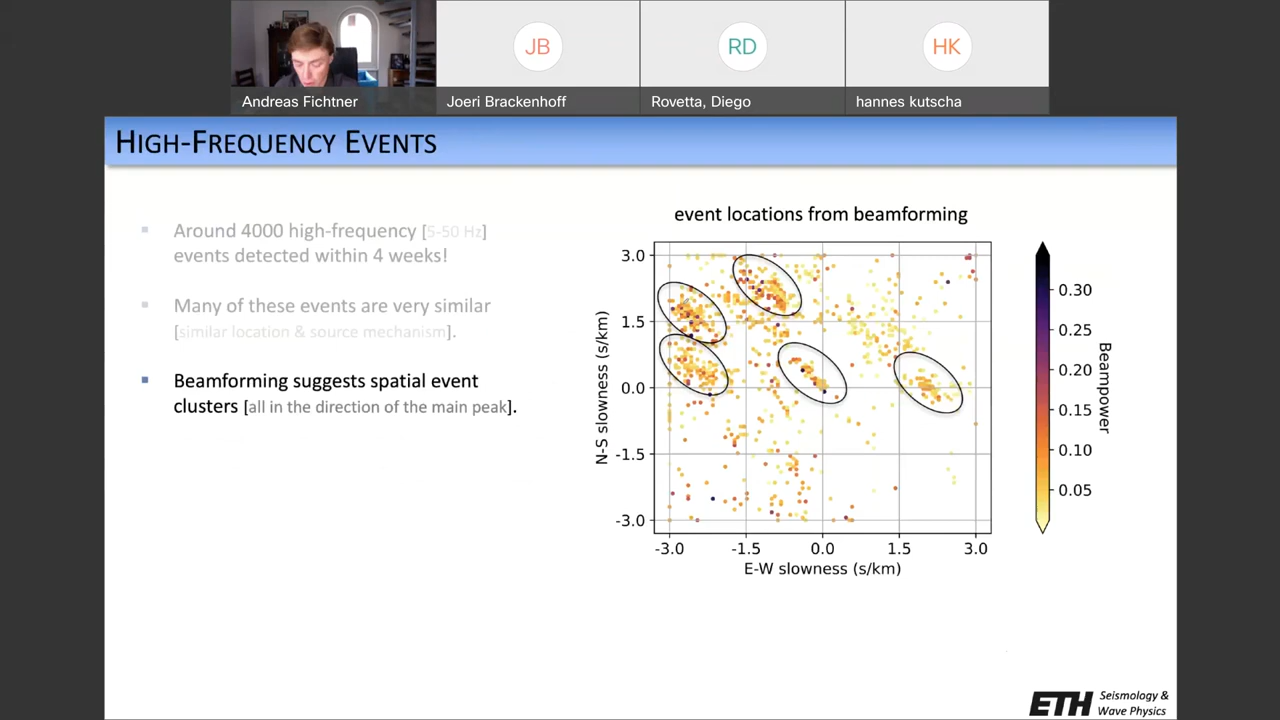 JB
RD
HK
Andreas Fichtner
Joeri Brackenhoff
Rovetta, Diego
hannes kutscha
HIGH-FREQUENCY EVENTS
▪ Around 4000 high-frequency [5-50 Hz]
events detected within 4 weeks!
▪ Many of these events are very similar
[similar location & source mechanism].
▪ Beamforming suggests spatial event
clusters [all in the direction of the main peak].
event locations from beamforming
3.0
1.5
0.0
-1.5
-3.0
N-S slowness (s/km)
-3.0 -1.5 0.0 1.5 3.0
E-W slowness (s/km)
0.30
0.25
0.20
0.15
0.10
0.05
Beampower
ETH Seismology &
Wave Physics